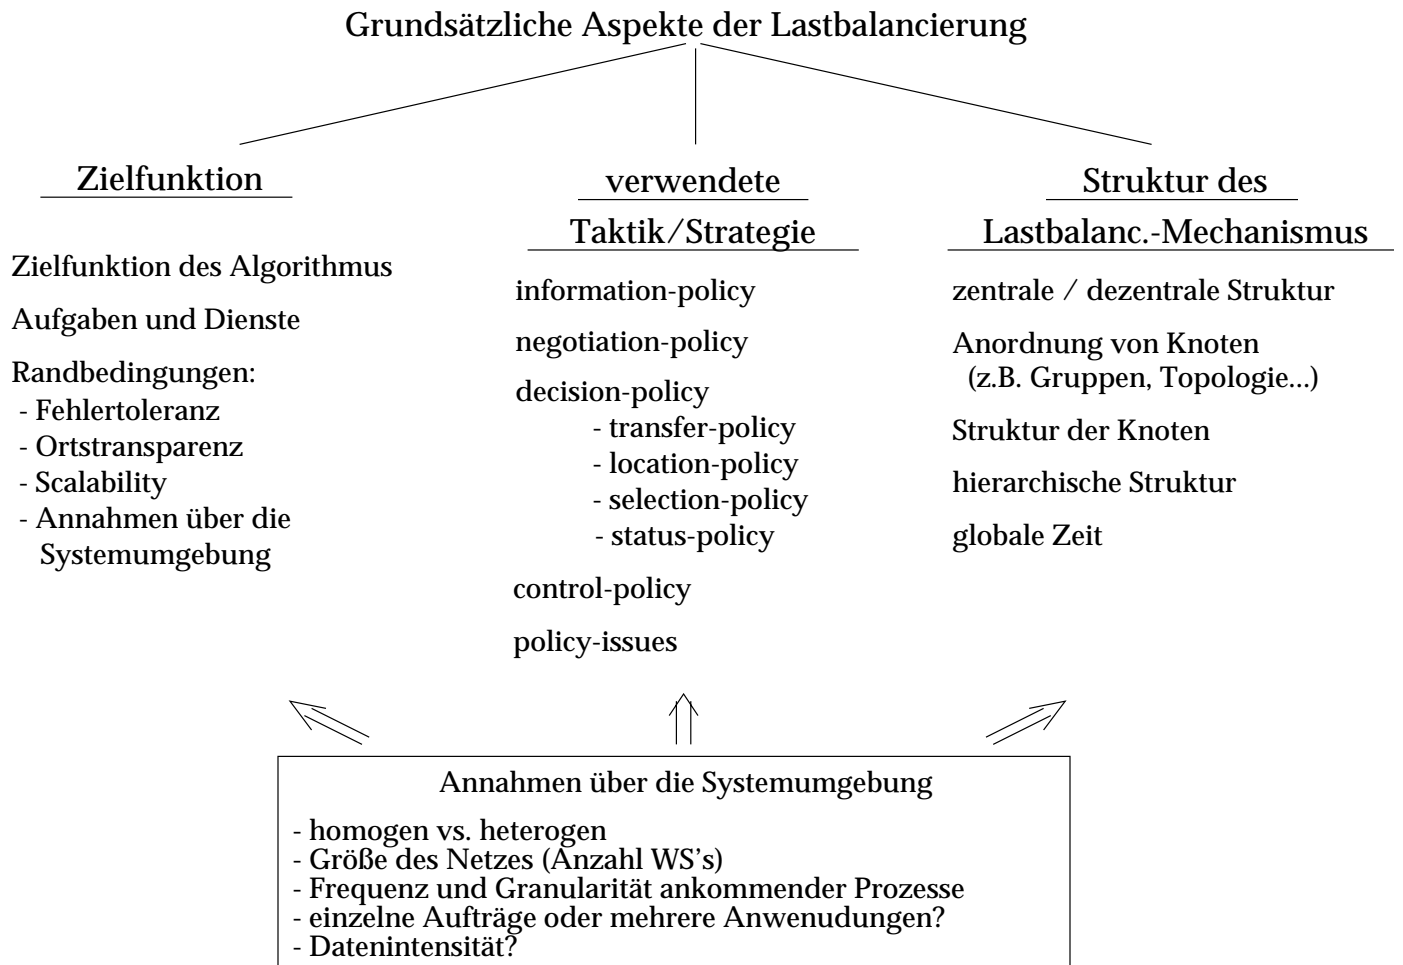 Grundsätzliche Aspekte der Lastbalancierung
Zielfunktion
Zielfunktion des Algorithmus
Aufgaben und Dienste
Randbedingungen:
- Fehlertoleranz
- Ortstransparenz
- Scalability
- Annahmen über die
Systemumgebung
verwendete
Taktik/Strategie
information-policy
negotiation-policy
decision-policy
- transfer-policy
- location-policy
- selection-policy
- status-policy
control-policy
policy-issues
Struktur des
Lastbalanc.-Mechanismus
zentrale / dezentrale Struktur
Anordnung von Knoten
(z.B. Gruppen, Topologie...)
Struktur der Knoten
hierarchische Struktur
globale Zeit
Annahmen über die Systemumgebung
- homogen vs. heterogen
- Größe des Netzes (Anzahl WS's)
- Frequenz und Granularität ankommender Prozesse
- einzelne Aufträge oder mehrere Anwenudungen?
- Datenintensität?